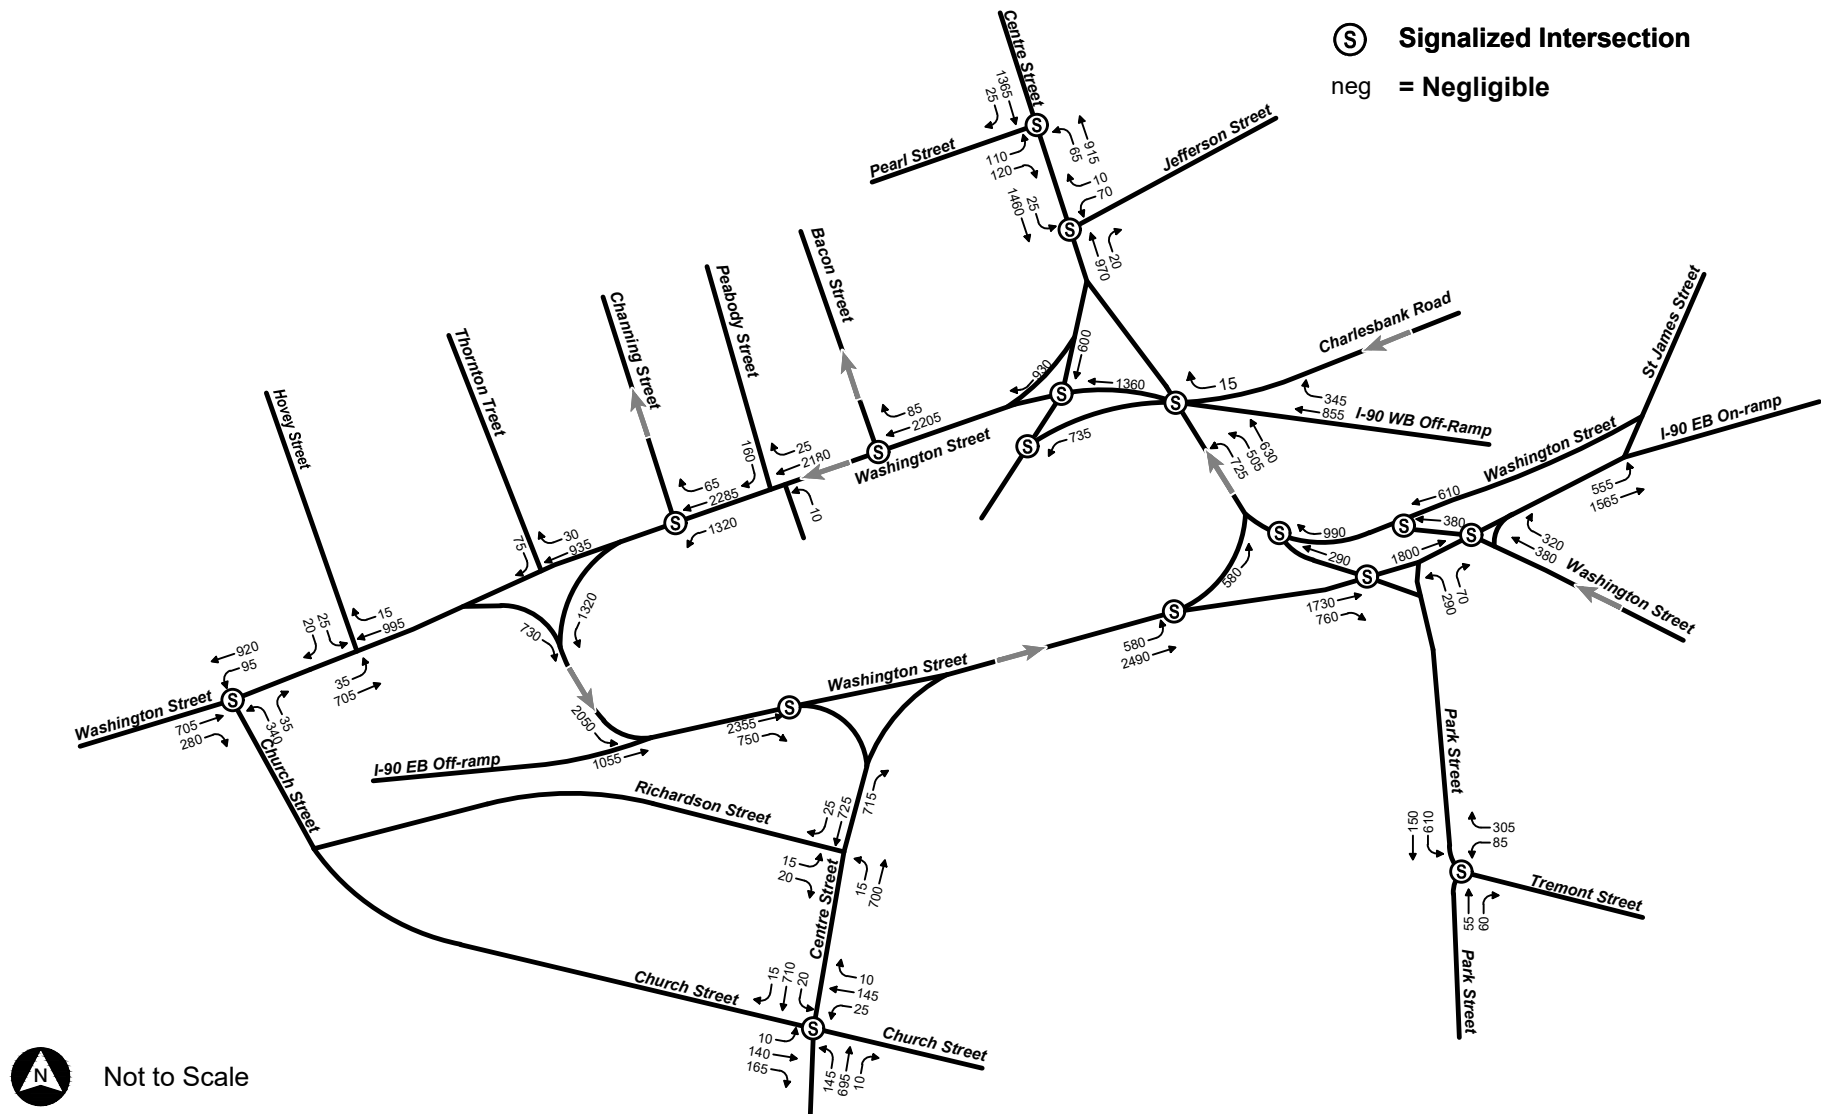 Signalized Intersection
neg = Negligible
S
Centre Street
1365
25
Pearl Street
S
110
120
915
65
Jefferson Street
10
70
25
1460
S
970
20
Bacon Street
Peabody Street
Channing Street
Thornton Treet
Hovey Street
600
930
S
1360
S
15
Charlesbank Road
345
855
I-90 WB Off-Ramp
St James Street
I-90 EB On-ramp
Washington Street
85
2205
S
Washington Street
735
S
725
505
630
160
25
2180
10
65
2285
S
1320
75
30
935
610
555
1565
990
S
S
380
S
320
380
Washington Street
290
1800
S
290
70
580
1730
760
1320
730
20
25
15
995
35
705
920
95
Washington Street
S
705
280
340
35
Church Street
580
2490
S
Washington Street
S
2355
750
2050
1055
I-90 EB Off-ramp
Richardson Street
25
725
715
15
20
15
700
Centre Street
Park Street
150
610
305
85
S
Tremont Street
55
60
Park Street
Church Street
15
710
20
10
145
25
S
10
140
165
145
695
10
Church Street
N
Not to Scale